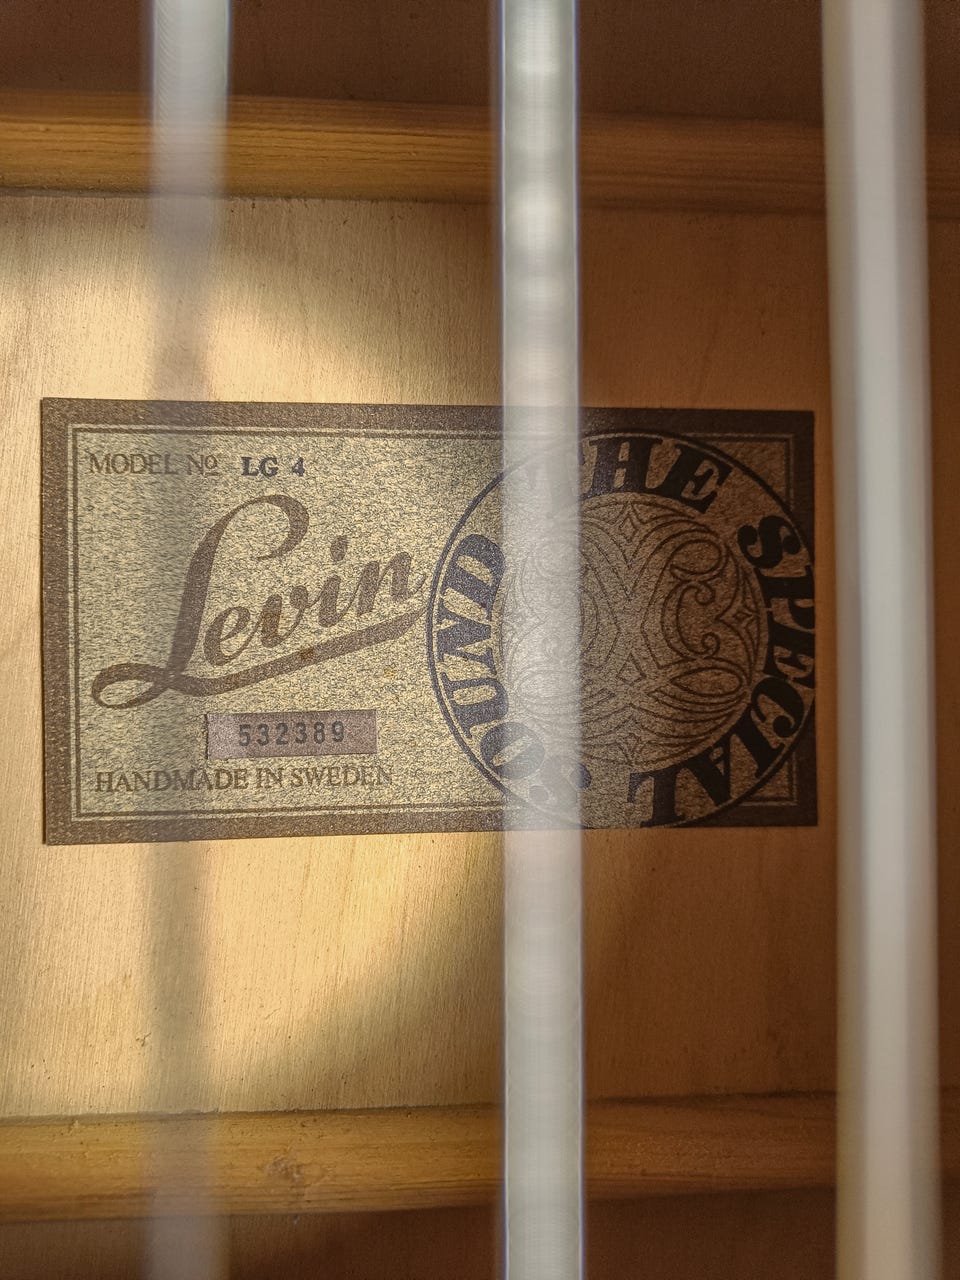 MODEL Nº LG 4
Levin
532389
HANDMADE IN SWEDEN
THE SPECIAL SOUND